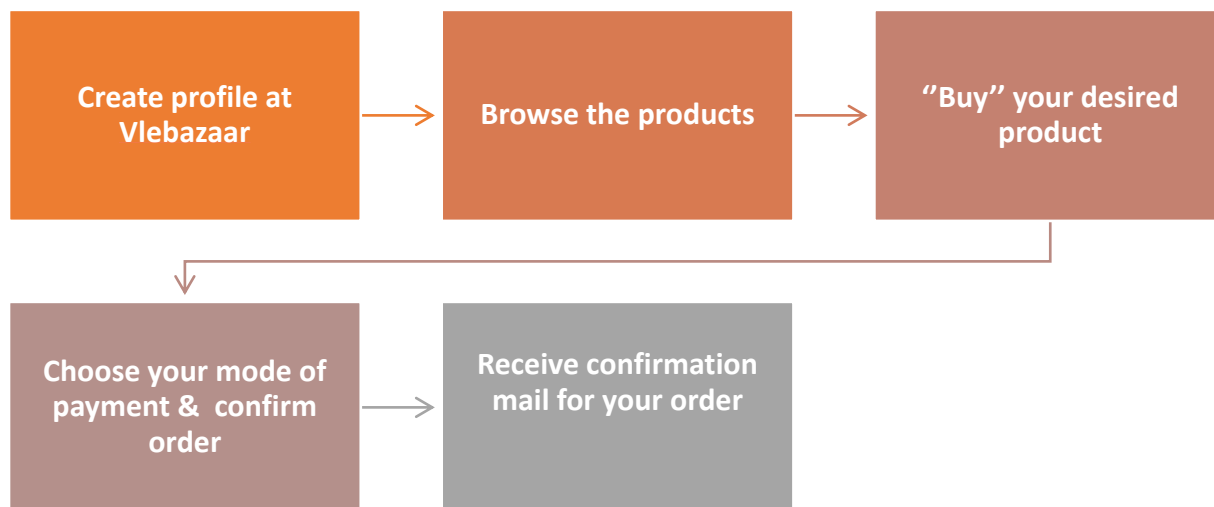 Create profile at
Vlebazaar
Browse the products
‘’Buy’’ your desired
product
Choose your mode of
payment &  confirm
order
Receive confirmation
mail for your order